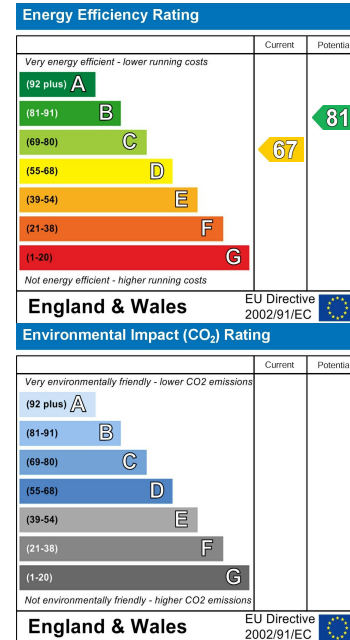 Energy Efficiency Rating
Current Potentia
Very energy efficient - lower running costs
(92 plus) A
(81-91) B
81
(69-80) C
67
(55-68) D
(39-54) E
(21-38) F
(1-20) G
Not energy efficient - higher running costs
England & Wales
EU Directive
2002/91/EC
Environmental Impact (CO₂) Rating
Current Potentia
Very environmentally friendly - lower CO2 emissions
(92 plus) A
(81-91) B
(69-80) C
(55-68) D
(39-54) E
(21-38) F
(1-20) G
Not environmentally friendly - higher CO2 emissions
England & Wales
EU Directive
2002/91/EC